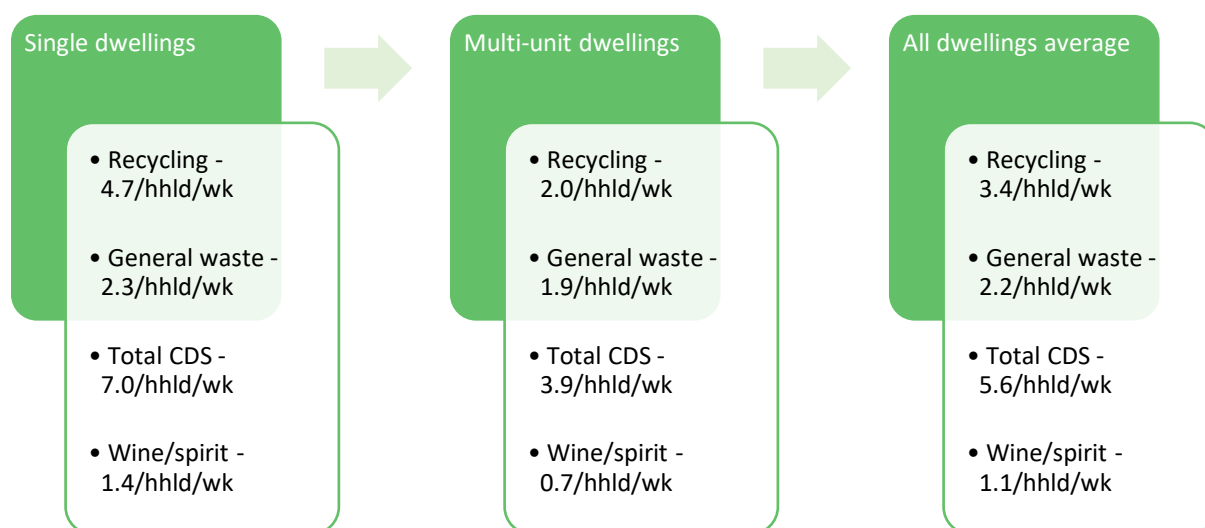 Single dwellings
• Recycling -
4.7/hhld/wk
• General waste -
2.3/hhld/wk
• Total CDS -
7.0/hhld/wk
• Wine/spirit -
1.4/hhld/wk
Multi-unit dwellings
• Recycling -
2.0/hhld/wk
• General waste -
1.9/hhld/wk
• Total CDS -
3.9/hhld/wk
• Wine/spirit -
0.7/hhld/wk
All dwellings average
• Recycling -
3.4/hhld/wk
• General waste -
2.2/hhld/wk
• Total CDS -
5.6/hhld/wk
• Wine/spirit -
1.1/hhld/wk